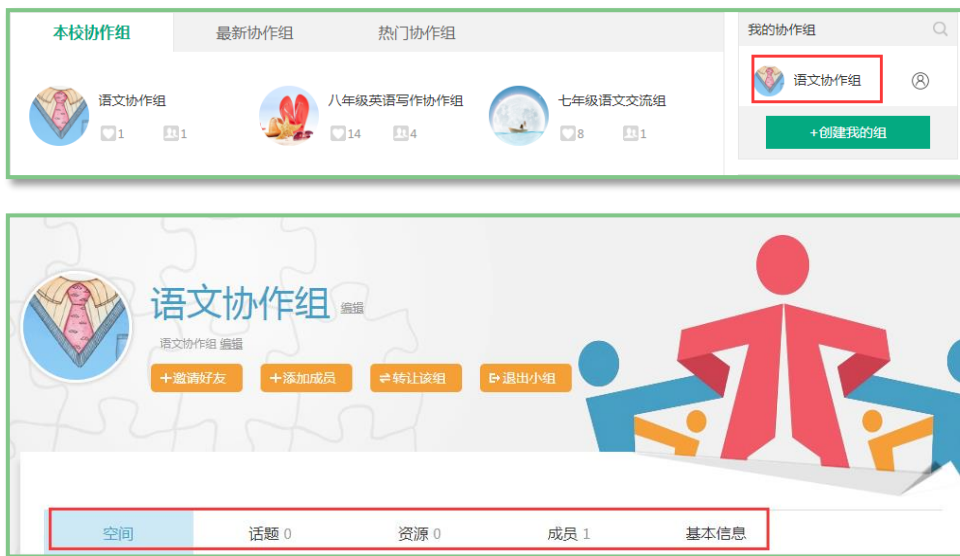 本校协作组 最新协作组 热门协作组 我的协作组
语文协作组 八年级英语写作协作组 七年级语文交流组 语文协作组
1 1 14 4 8 1
+创建我的组
语文协作组 编辑
语文协作组 编辑
+邀请好友 +添加成员 转让该组 退出小组
空间 话题 0 资源 0 成员 1 基本信息